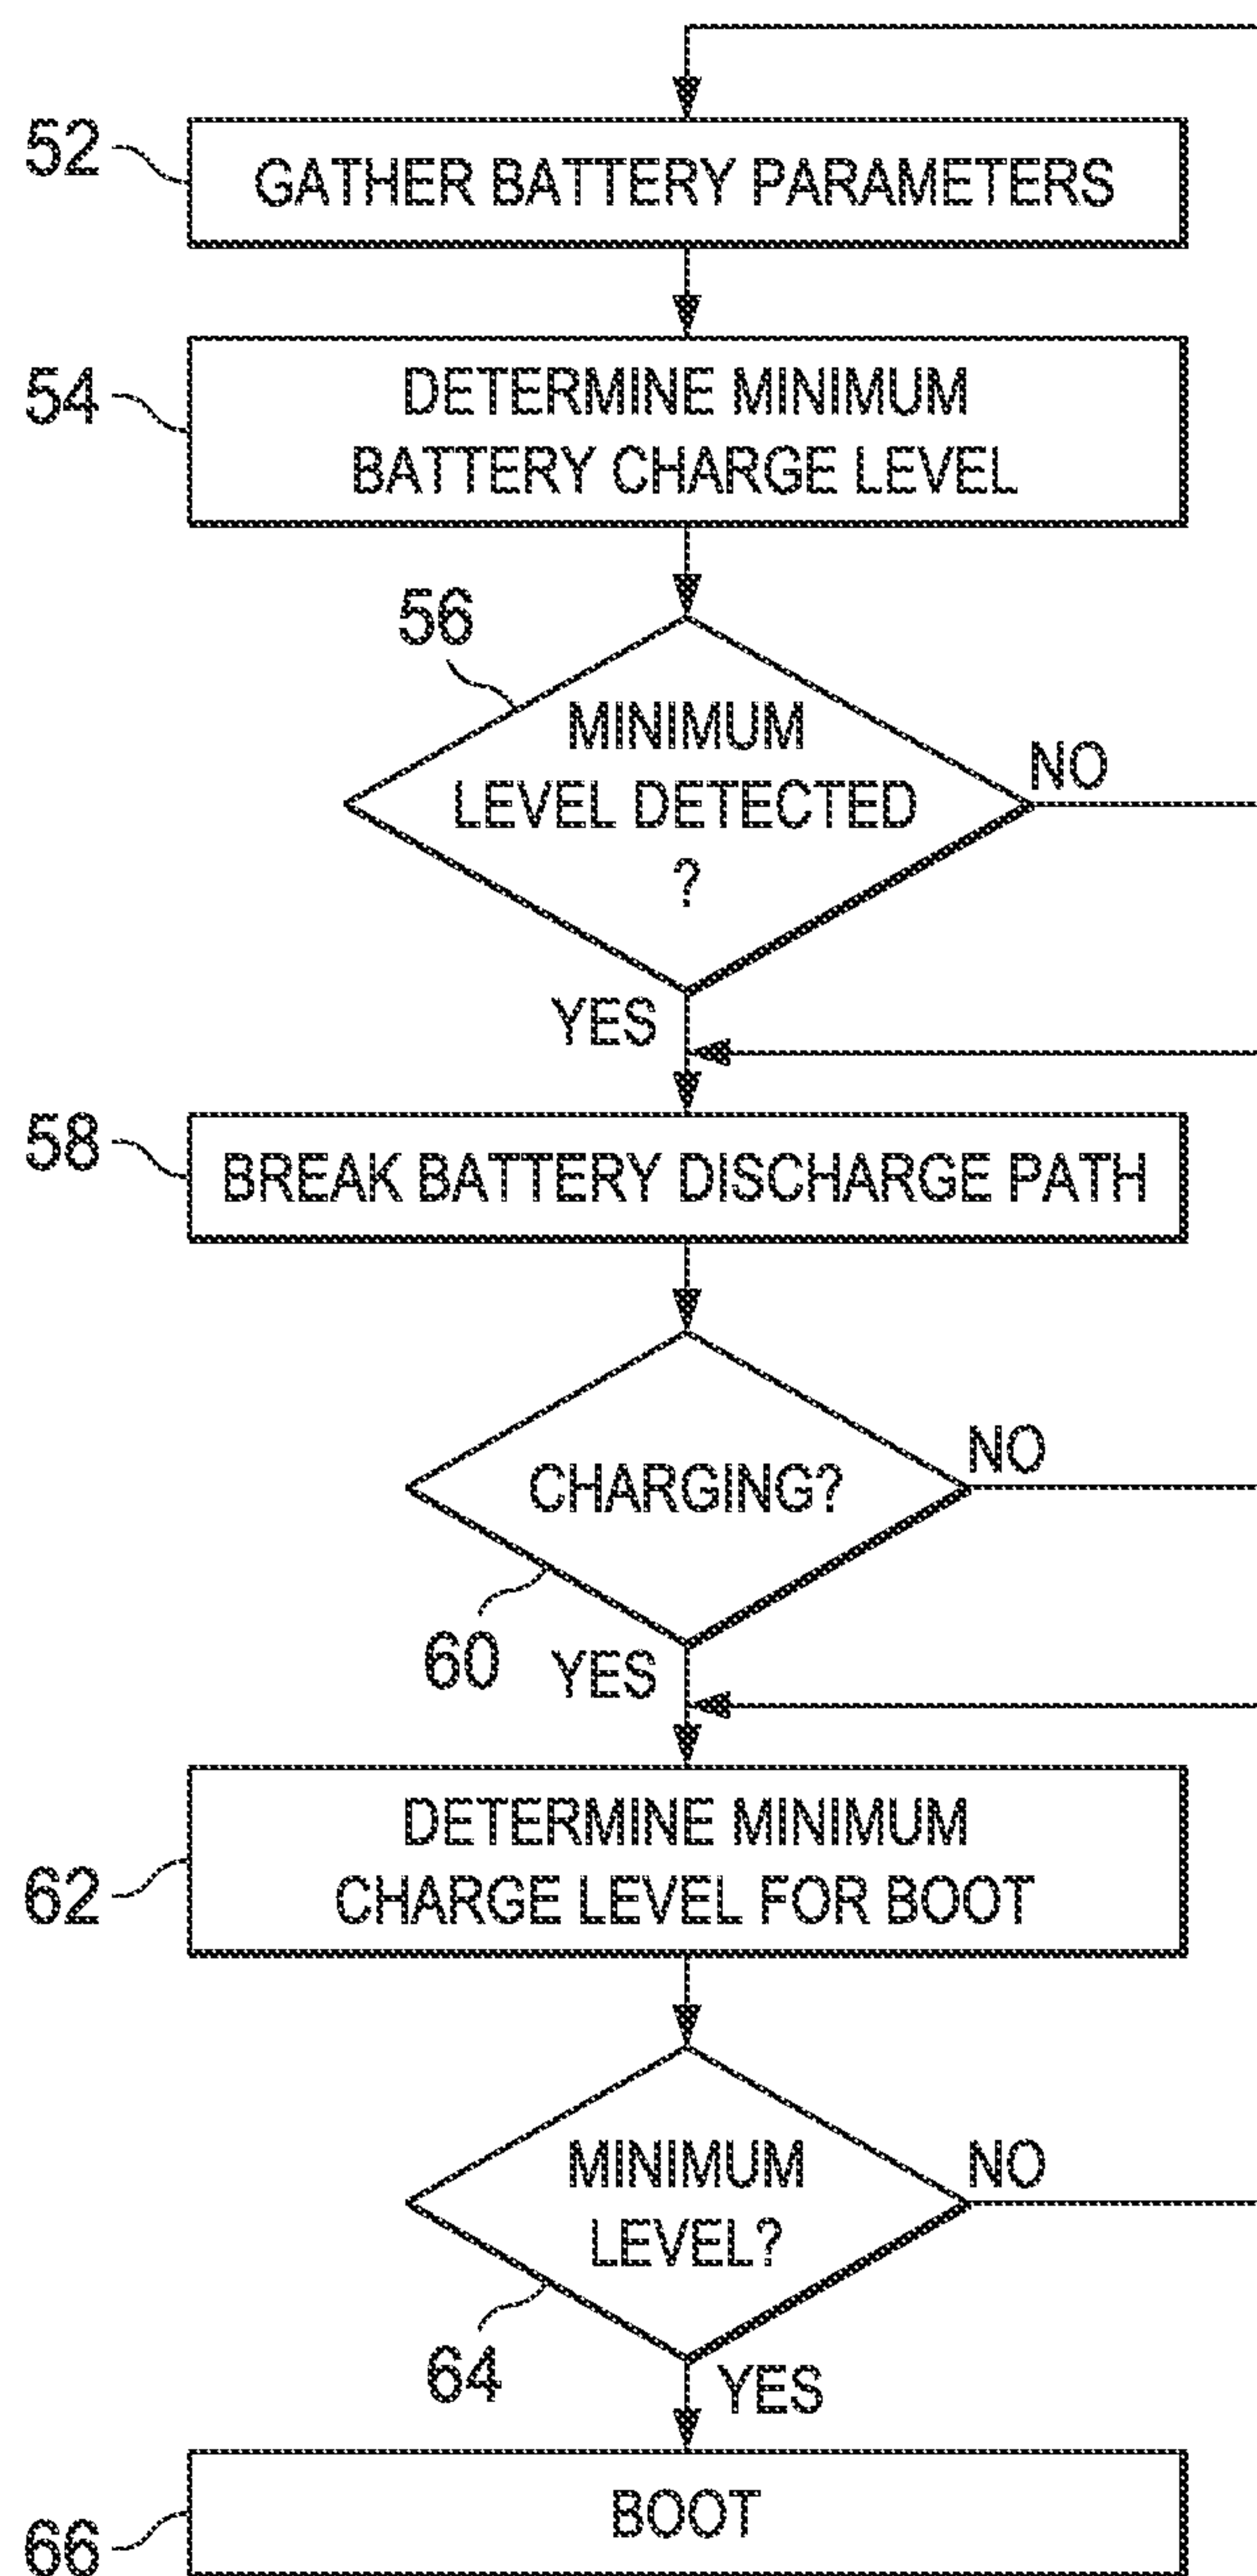 52
GATHER BATTERY PARAMETERS
54
DETERMINE MINIMUM
BATTERY CHARGE LEVEL
56
MINIMUM
LEVEL DETECTED
?
NO
YES
58
BREAK BATTERY DISCHARGE PATH
CHARGING?
NO
60
YES
62
DETERMINE MINIMUM
CHARGE LEVEL FOR BOOT
MINIMUM
LEVEL?
NO
64
YES
66
BOOT